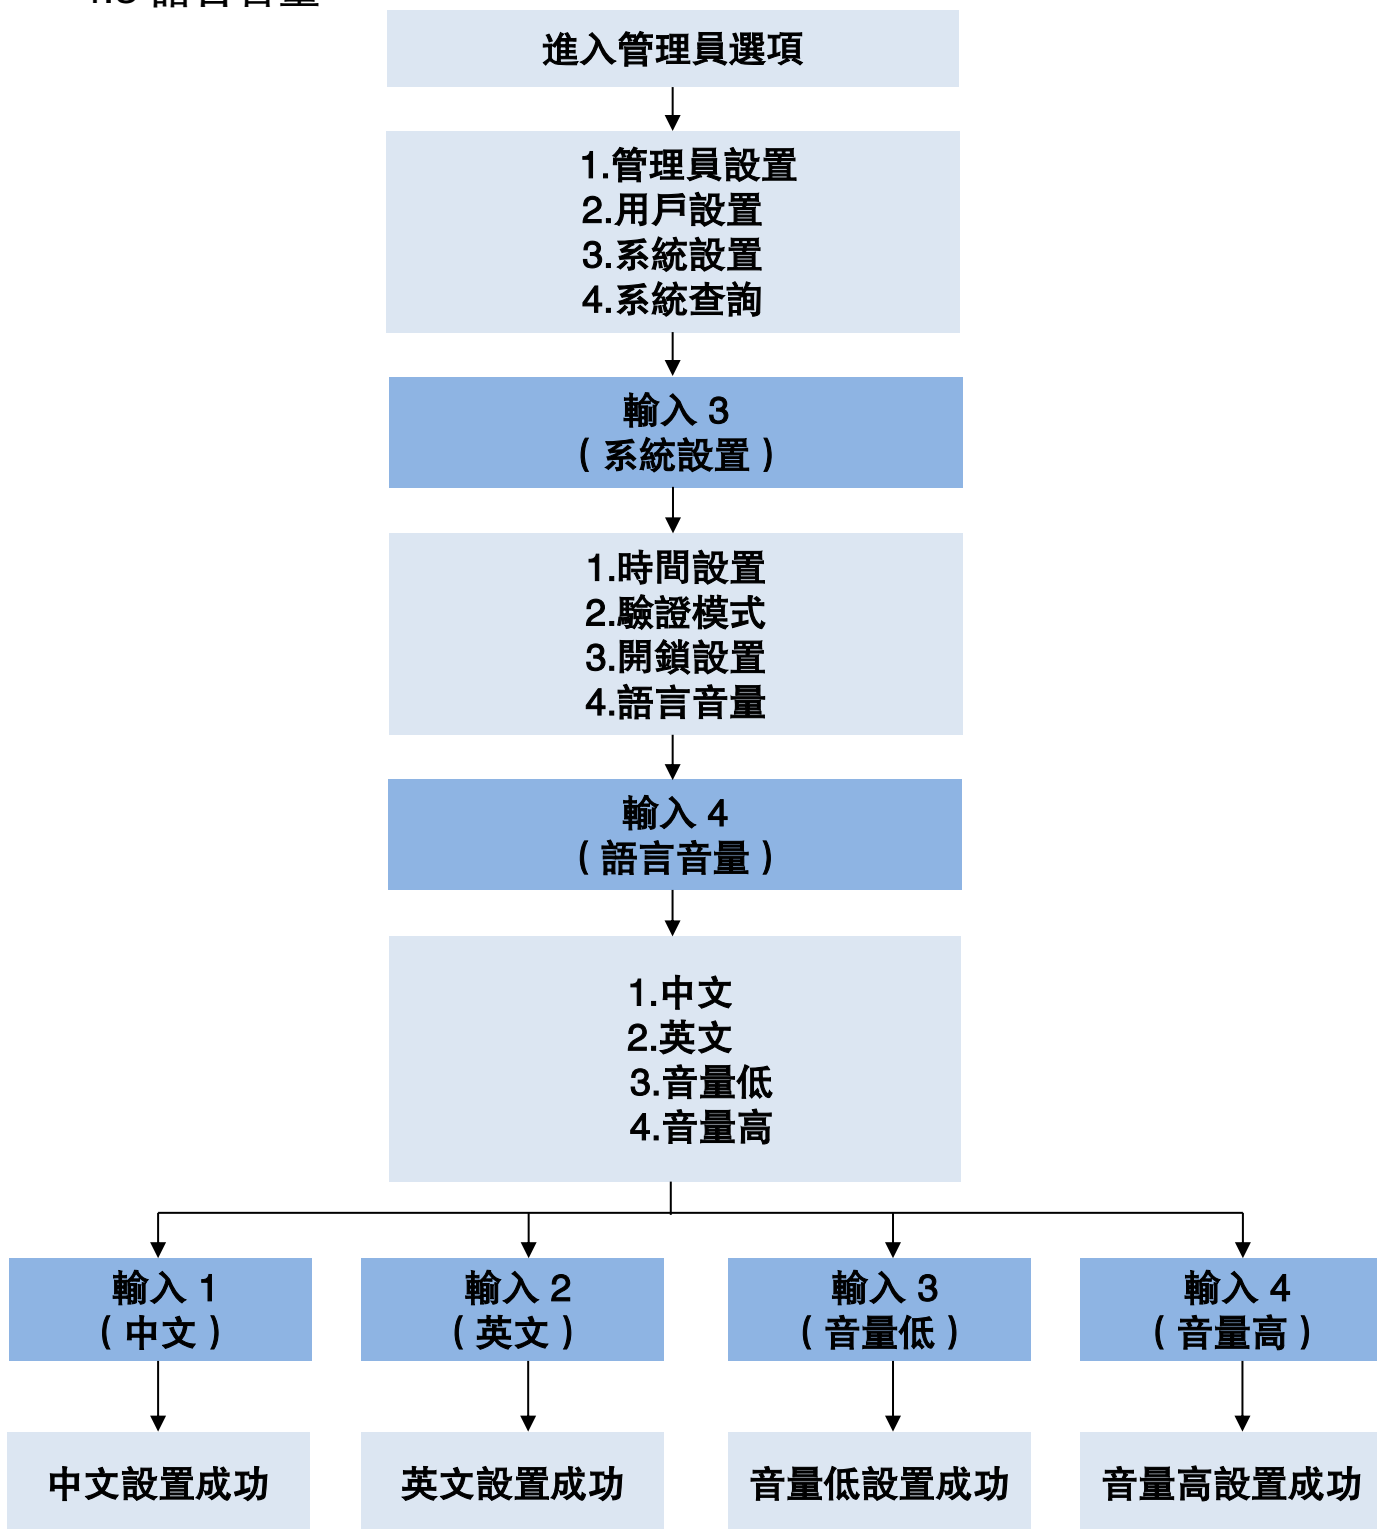 語言音量
進入管理員選項
1.管理員設置
2.用戶設置
3.系統設置
4.系統查詢
輸入 3
（系統設置）
1.時間設置
2.驗證模式
3.開鎖設置
4.語言音量
輸入 4
（語言音量）
1.中文
2.英文
3.音量低
4.音量高
輸入 1
（中文）
輸入 2
（英文）
輸入 3
（音量低）
輸入 4
（音量高）
中文設置成功
英文設置成功
音量低設置成功
音量高設置成功